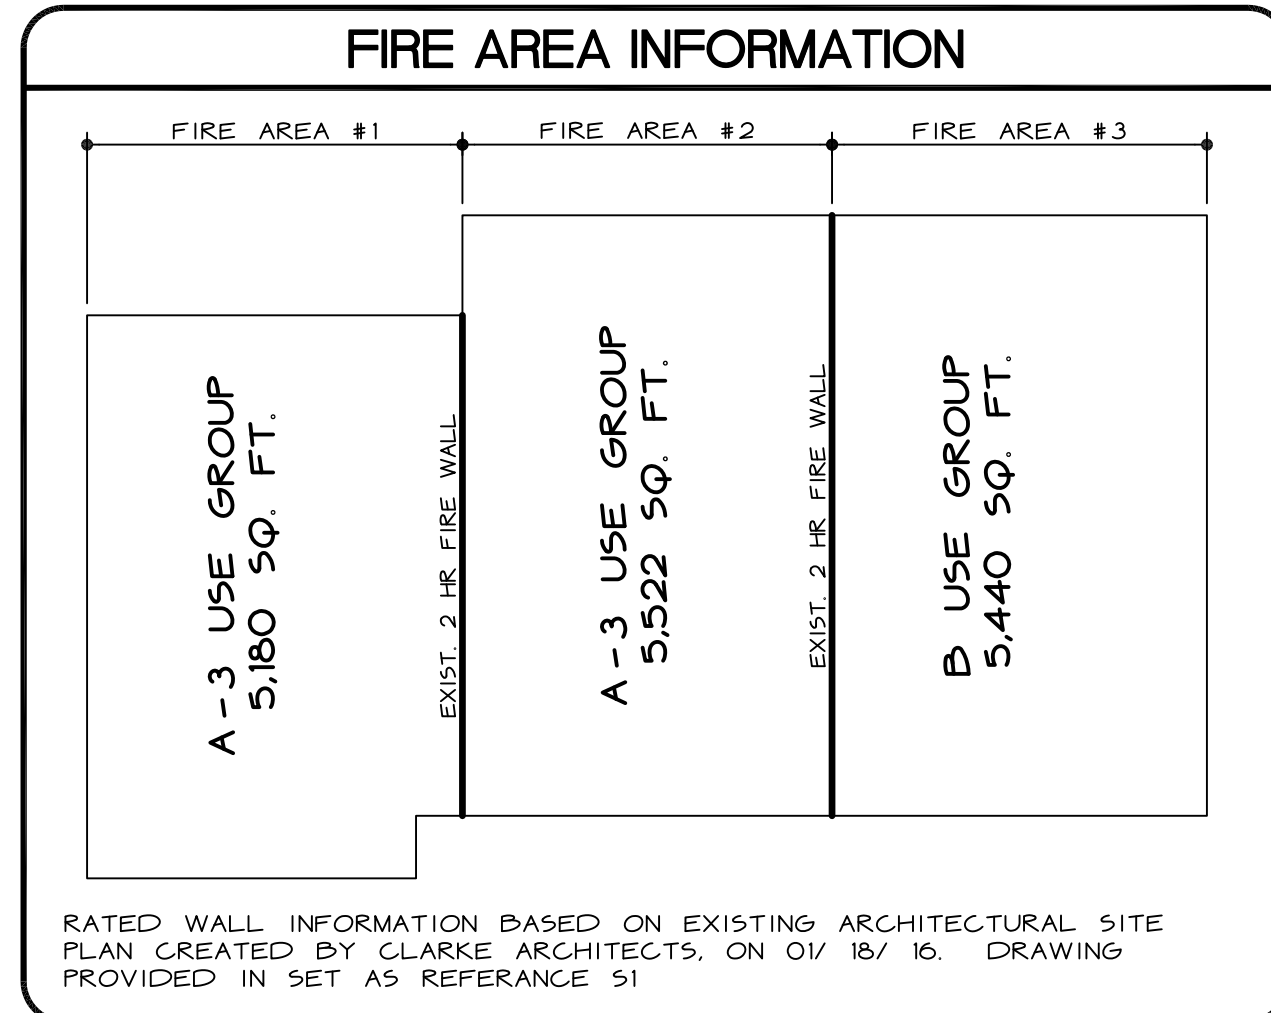 FIRE AREA INFORMATION
FIRE AREA #1
FIRE AREA #2
FIRE AREA #3
A-3 USE GROUP
5,180 SQ. FT.
EXIST. 2 HR FIRE WALL
A-3 USE GROUP
5,522 SQ. FT.
EXIST. 2 HR FIRE WALL
B USE GROUP
5,440 SQ. FT.
RATED WALL INFORMATION BASED ON EXISTING ARCHITECTURAL SITE
PLAN CREATED BY CLARKE ARCHITECTS, ON 01/ 18/ 16. DRAWING
PROVIDED IN SET AS REFERANCE S1